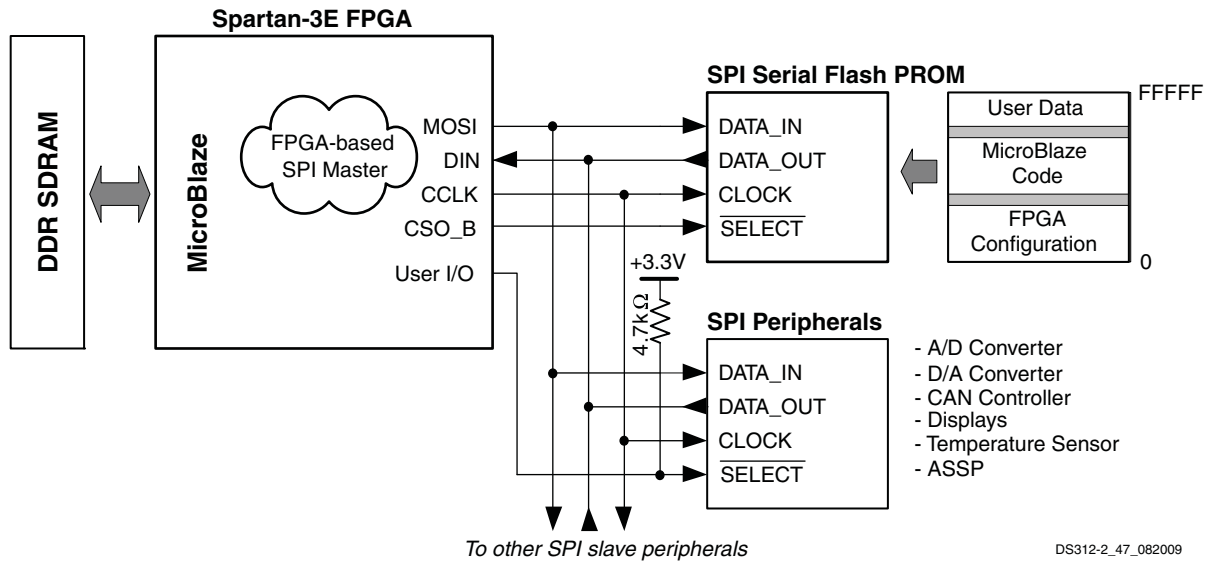 Spartan-3E FPGA
DDR SDRAM
MicroBlaze
FPGA-based
SPI Master
MOSI
DIN
CCLK
CSO_B
User I/O
SPI Serial Flash PROM
DATA_IN
DATA_OUT
CLOCK
SELECT
User Data
MicroBlaze
Code
FPGA
Configuration
FFFFF
0
+3.3V
4.7kΩ
SPI Peripherals
DATA_IN
DATA_OUT
CLOCK
SELECT
- A/D Converter
- D/A Converter
- CAN Controller
- Displays
- Temperature Sensor
- ASSP
To other SPI slave peripherals
DS312-2_47_082009